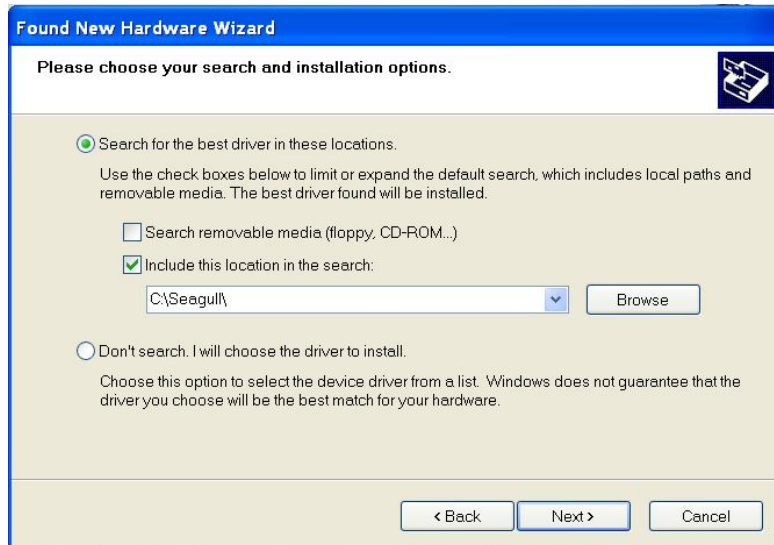 Found New Hardware Wizard
Please choose your search and installation options.
Search for the best driver in these locations.
Use the check boxes below to limit or expand the default search, which includes local paths and
removable media. The best driver found will be installed.
Search removable media (floppy, CD-ROM...)
Include this location in the search:
C:\Seagull\
Browse
Don't search. I will choose the driver to install.
Choose this option to select the device driver from a list. Windows does not guarantee that the
driver you choose will be the best match for your hardware.
< Back
Next >
Cancel